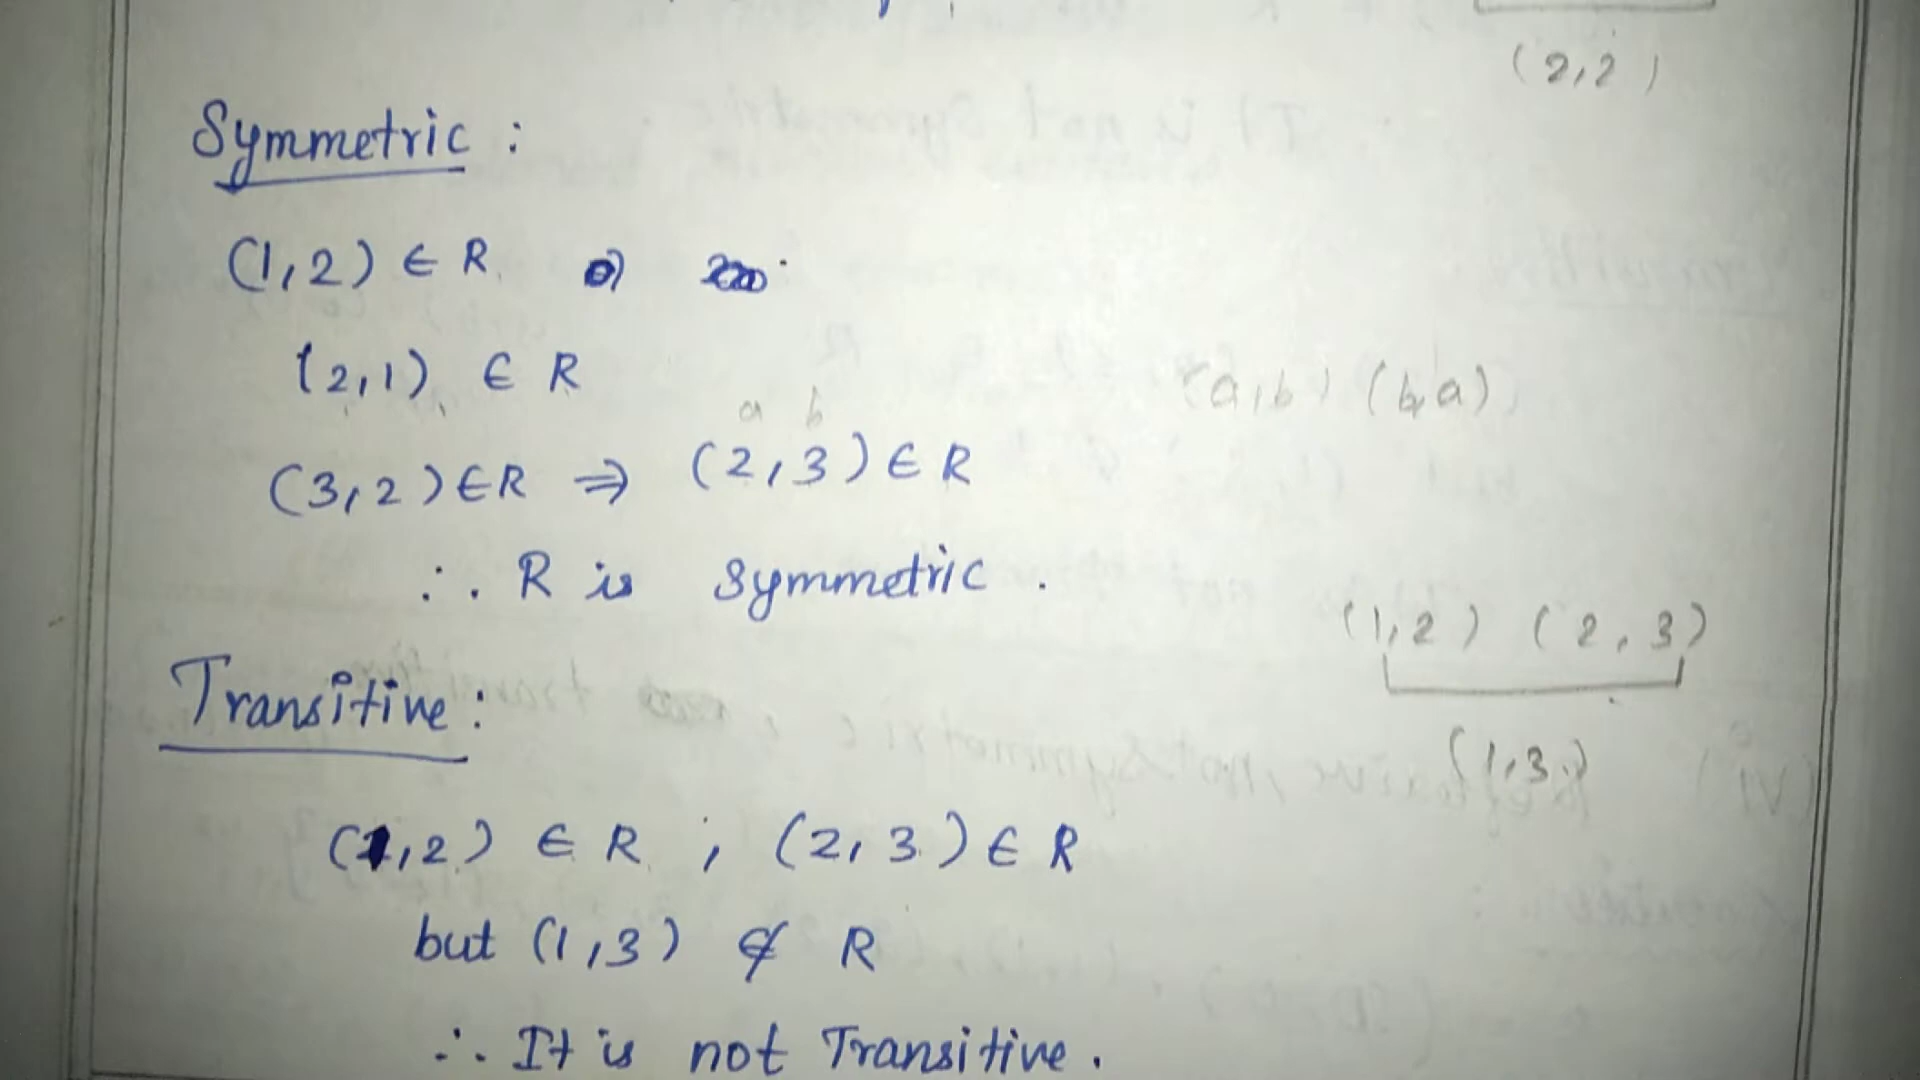 (2,2)
Symmetric :
(1,2) ∈ R
(2,1) ∈ R
a b
(a,b) (b,a)
(3,2) ∈ R ⇒ (2,3) ∈ R
∴ R is Symmetric .
(1,2) (2,3)
Transitive :
(1,3)
(1,2) ∈ R ; (2,3) ∈ R
but (1,3) ∉ R
∴ It is not Transitive .